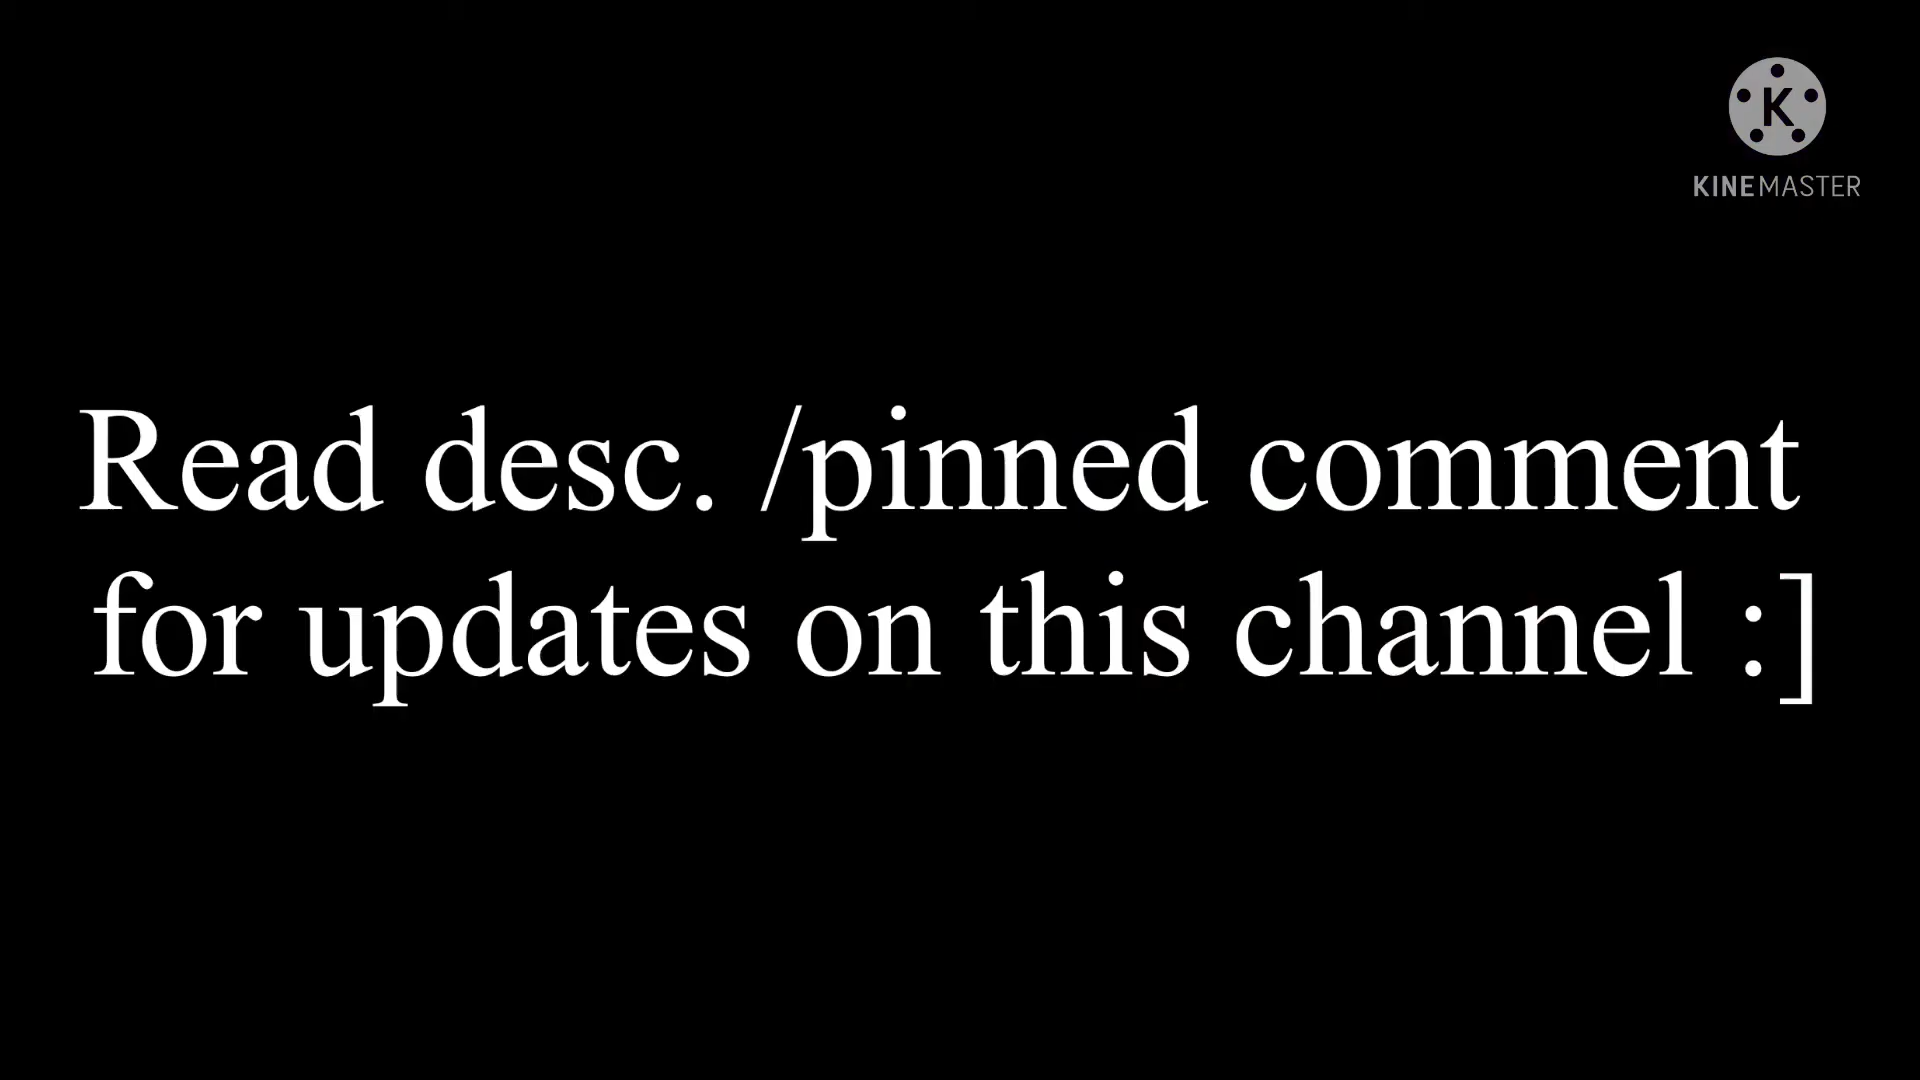 K
KINEMASTER
Read desc. /pinned comment
for updates on this channel :]